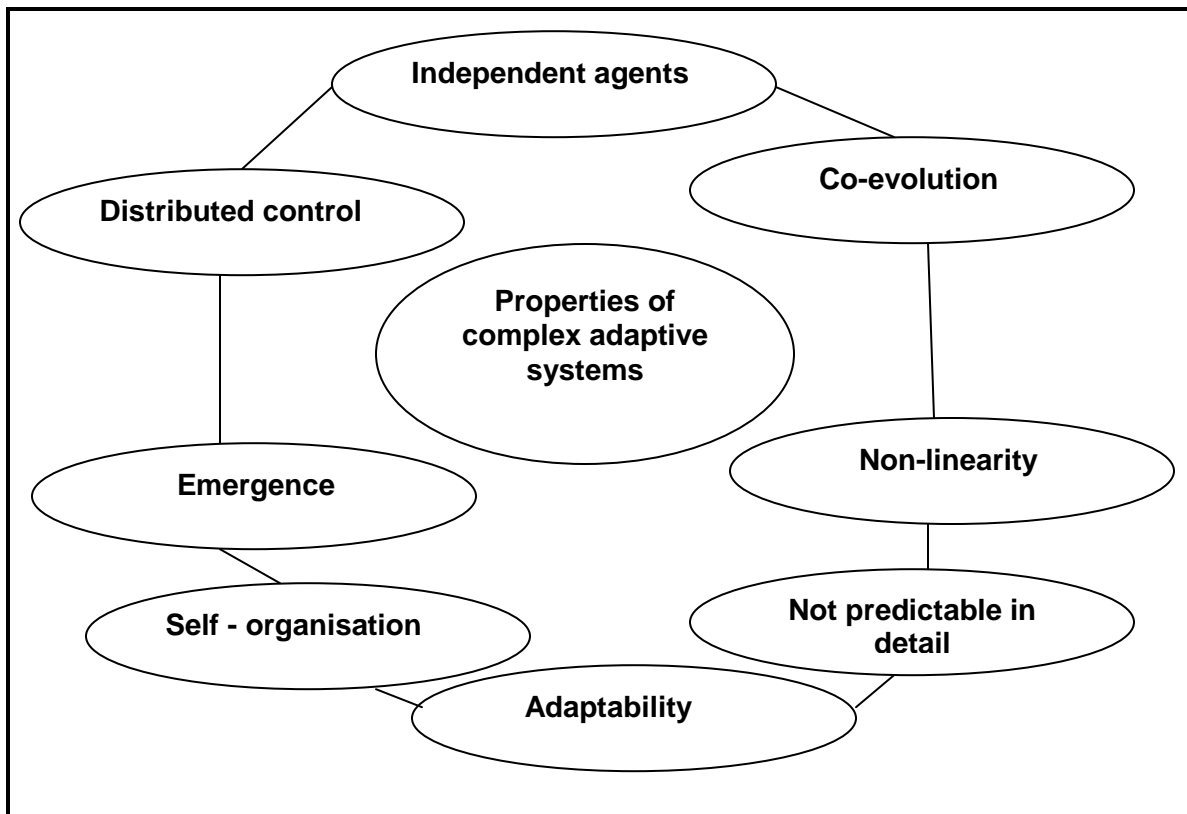 Independent agents
Co-evolution
Distributed control
Properties of
complex adaptive
systems
Non-linearity
Emergence
Not predictable in
detail
Self - organisation
Adaptability